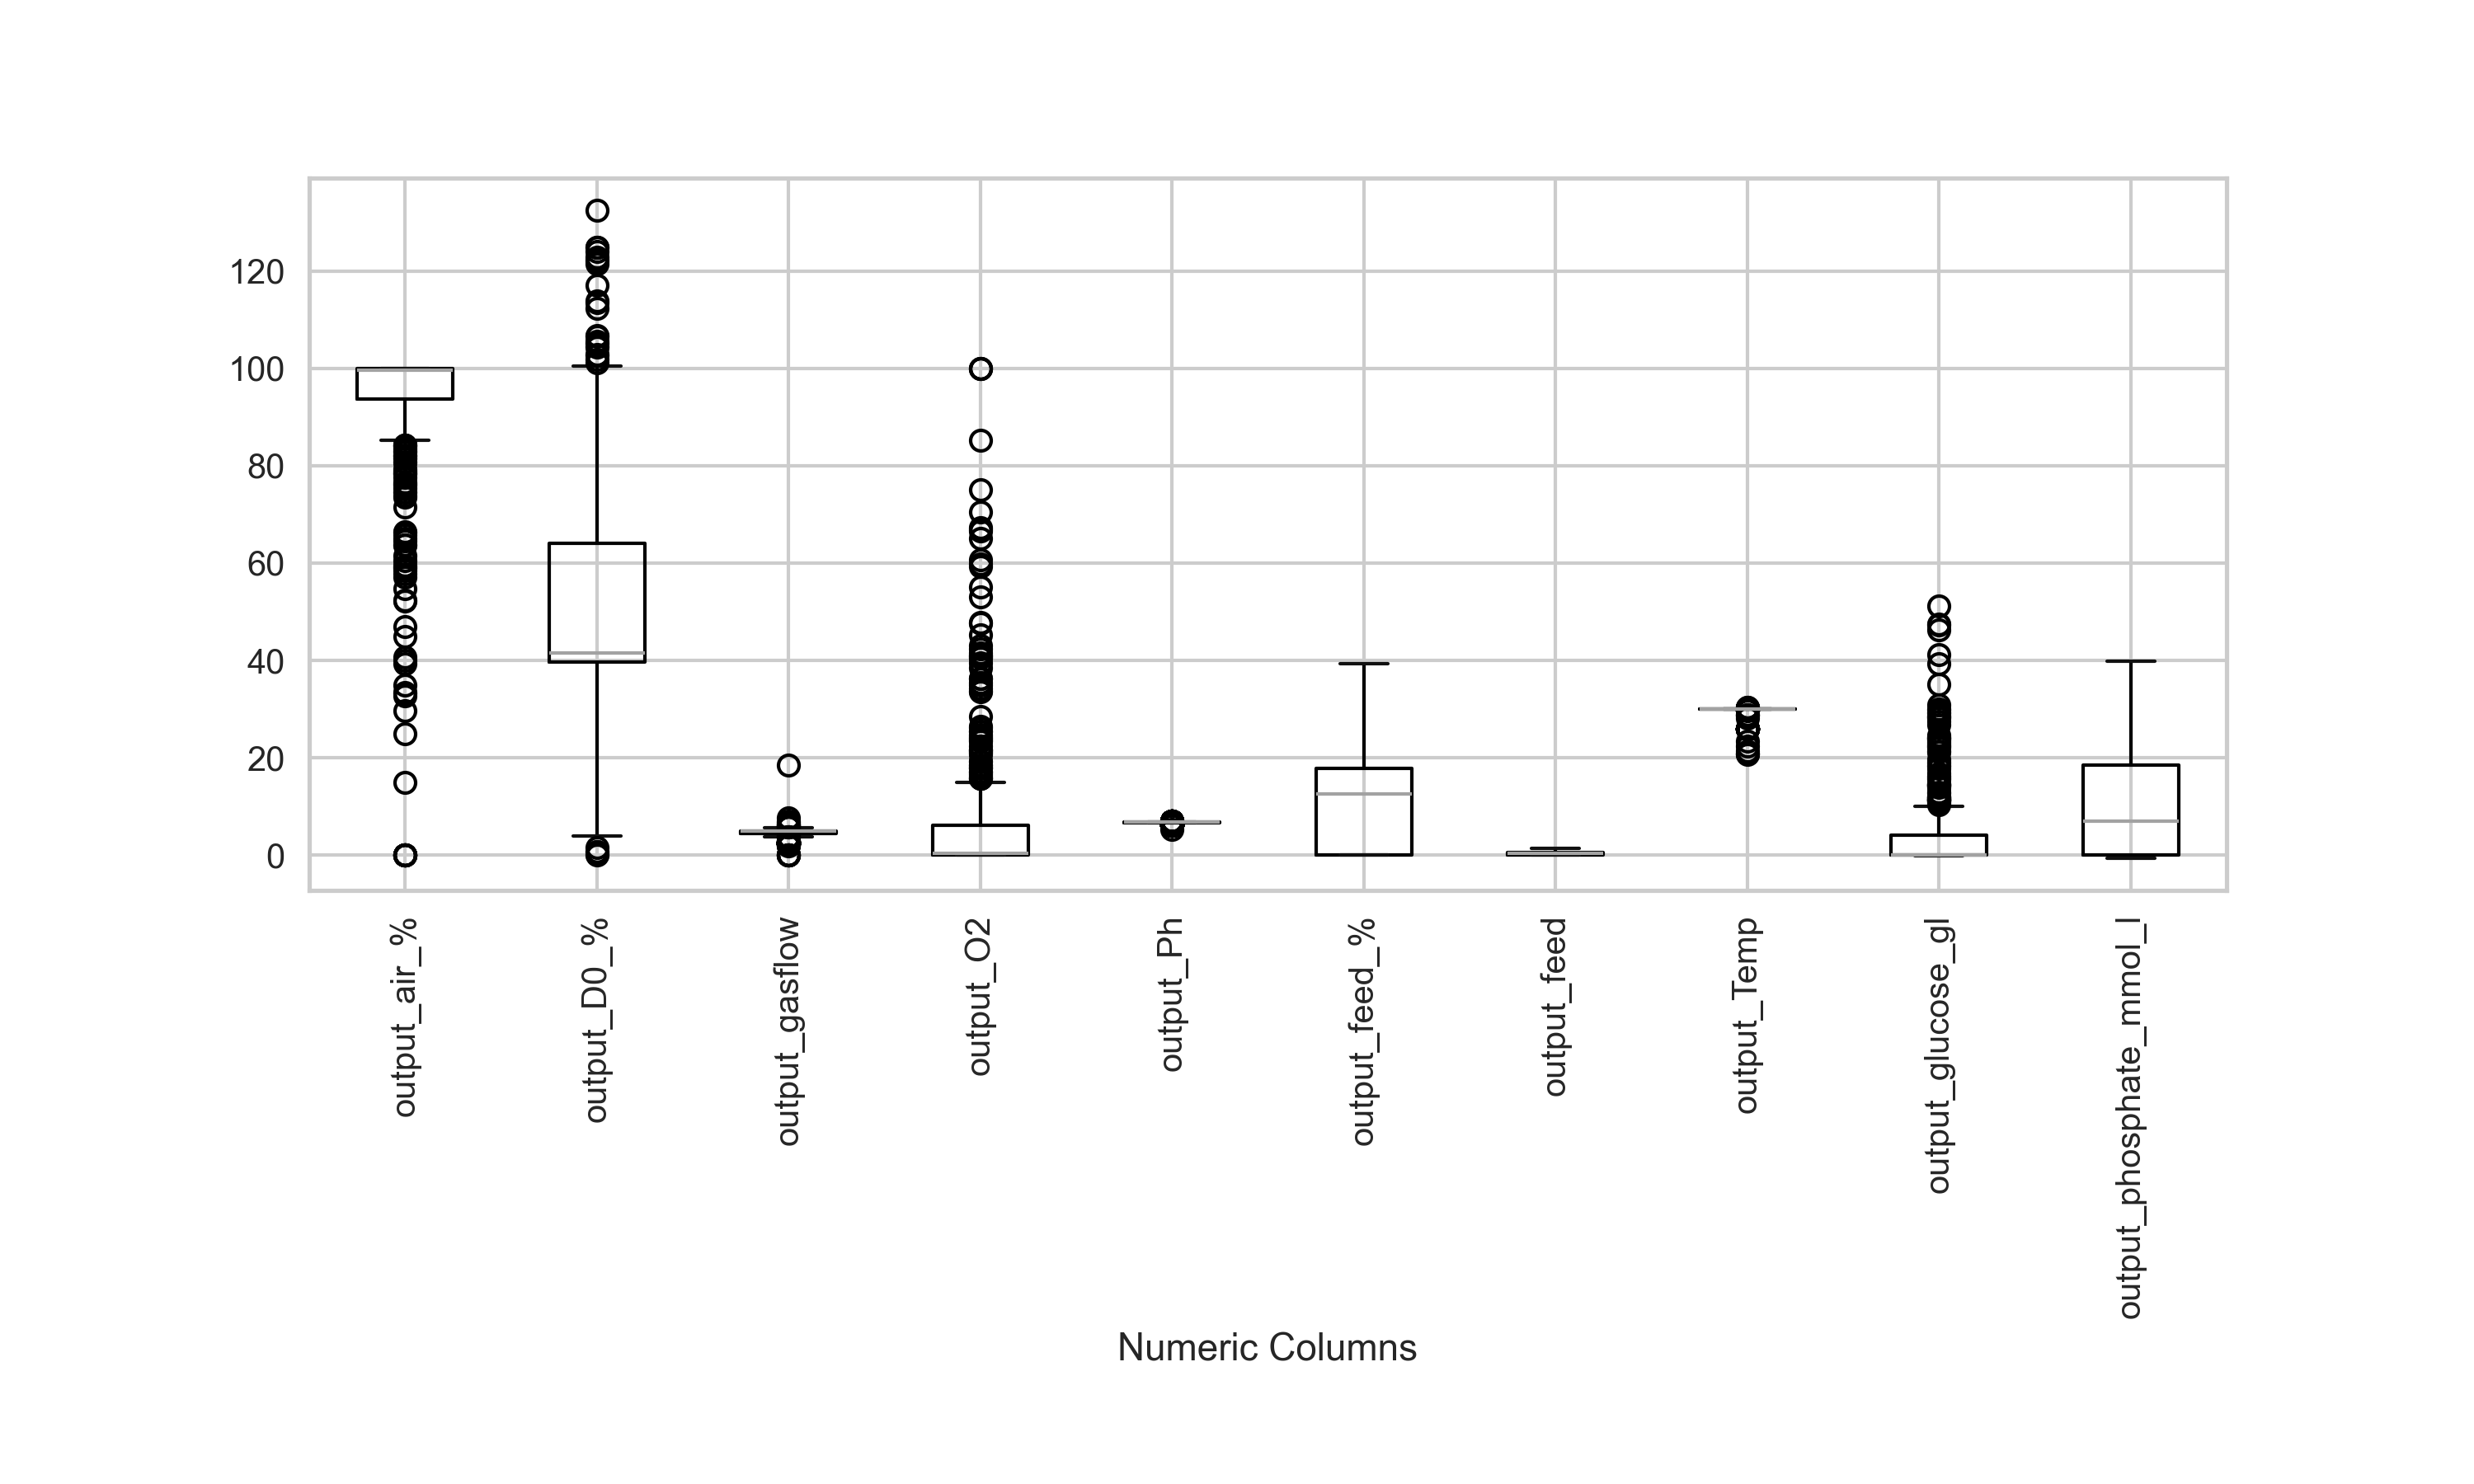 120
100
80
60
40
20
0
output_air_%
output_D0_%
output_gasflow
output_O2
output_Ph
output_feed_%
output_feed
output_Temp
output_glucose_gl
output_phosphate_mmol_l
Numeric Columns